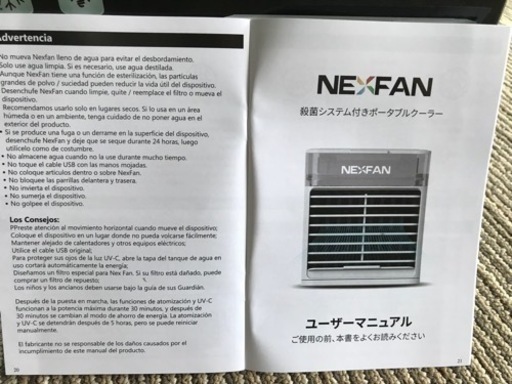 Advertencia
No mueva Nexfan lleno de agua para evitar el desbordamiento.
Solo use agua limpia. Si es necesario, use agua destilada.
Aunque NexFan tiene una función de esterilización, las partículas
grandes de polvo / suciedad pueden reducir la vida útil del dispositivo.
Desenchufe NexFan cuando limpie, quite / reemplace el filtro o mueva el
dispositivo.
Recomendamos usarlo solo en lugares secos. Si lo usa en un área
húmeda o en un ambiente, tenga cuidado de no poner agua en el
exterior del producto.
• Si se produce una fuga o un derrame en la superficie del dispositivo,
desenchufe NexFan y deje que se seque durante 24 horas, luego
utilícelo como de costumbre.
• No almacene agua cuando no la use durante mucho tiempo.
• No toque el cable USB con las manos mojadas.
• No coloque artículos dentro o sobre NexFan.
• No bloquee las parrillas delantera y trasera.
• No invierta el dispositivo.
• No sumerja el dispositivo.
• No golpee el dispositivo.
Los Consejos:
PPreste atención al movimiento horizontal cuando mueve el dispositivo;
Coloque el dispositivo en un lugar donde no pueda volcarse fácilmente;
Mantener alejado de calentadores y otros equipos eléctricos;
Utilice el cable USB original;
Para proteger sus ojos de la luz UV-C, abre la tapa del tanque de agua en
uso cortará automáticamente la energía;
Diseñamos un filtro especial para Nex Fan. Si su filtro está dañado, puede
comprar un filtro de repuesto;
Los niños y los ancianos deben usarse bajo la guía de sus Guardián.
Después de la puesta en marcha, las funciones de atomización y UV-C
funcionan a la potencia máxima durante 30 minutos, y después de
30 minutos se cambian al modo de ahorro de energía. La atomización
y UV-C se detendrán después de 5 horas, pero se puede reiniciar
manualmente.
El fabricante no se responsable de los daños causados por el
incumplimiento de este manual del producto.
20
NEXFAN
殺菌システム付きポータブルクーラー
NEXFAN
ユーザーマニュアル
ご使用の前、本書をよくお読みください
21